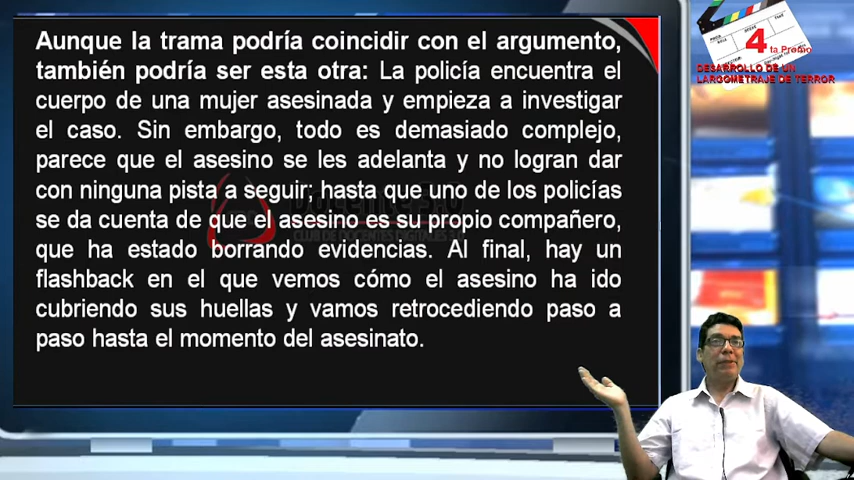 Aunque la trama podría coincidir con el argumento,
también podría ser esta otra: La policía encuentra el
cuerpo de una mujer asesinada y empieza a investigar
el caso. Sin embargo, todo es demasiado complejo,
parece que el asesino se les adelanta y no logran dar
con ninguna pista a seguir; hasta que uno de los policías
se da cuenta de que el asesino es su propio compañero,
que ha estado borrando evidencias. Al final, hay un
flashback en el que vemos cómo el asesino ha ido
cubriendo sus huellas y vamos retrocediendo paso a
paso hasta el momento del asesinato.
4ta Promo
DESARROLLO DE UN
LARGOMETRAJE DE TERROR